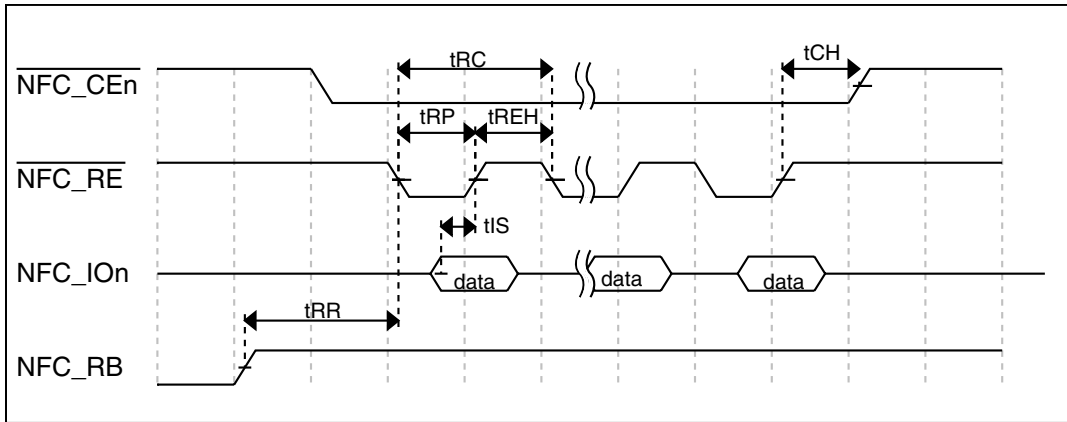 tRC
tCH
NFC_CEn
tRP
tREH
NFC_RE
tIS
NFC_IOn
data
data
data
tRR
NFC_RB